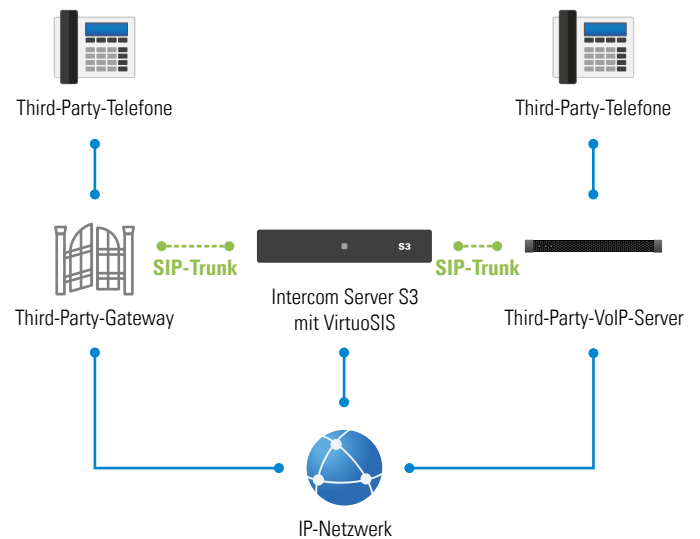 Third-Party-Telefone
Third-Party-Telefone
S3
SIP-Trunk
SIP-Trunk
Third-Party-Gateway
Intercom Server S3
mit VirtuoSIS
Third-Party-VoIP-Server
IP-Netzwerk